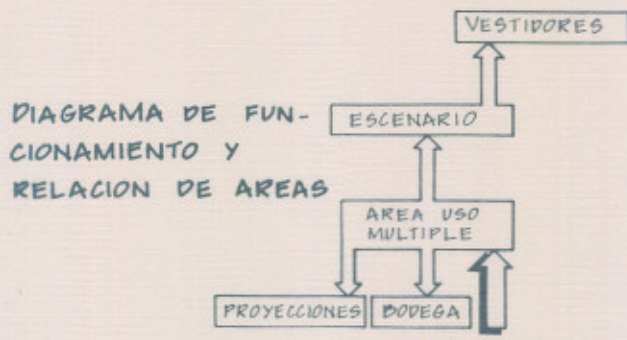 VESTIDORES
DIAGRAMA DE FUN-
CIONAMIENTO Y
RELACION DE AREAS
ESCENARIO
AREA USO
MULTIPLE
PROYECCIONES
BODEGA